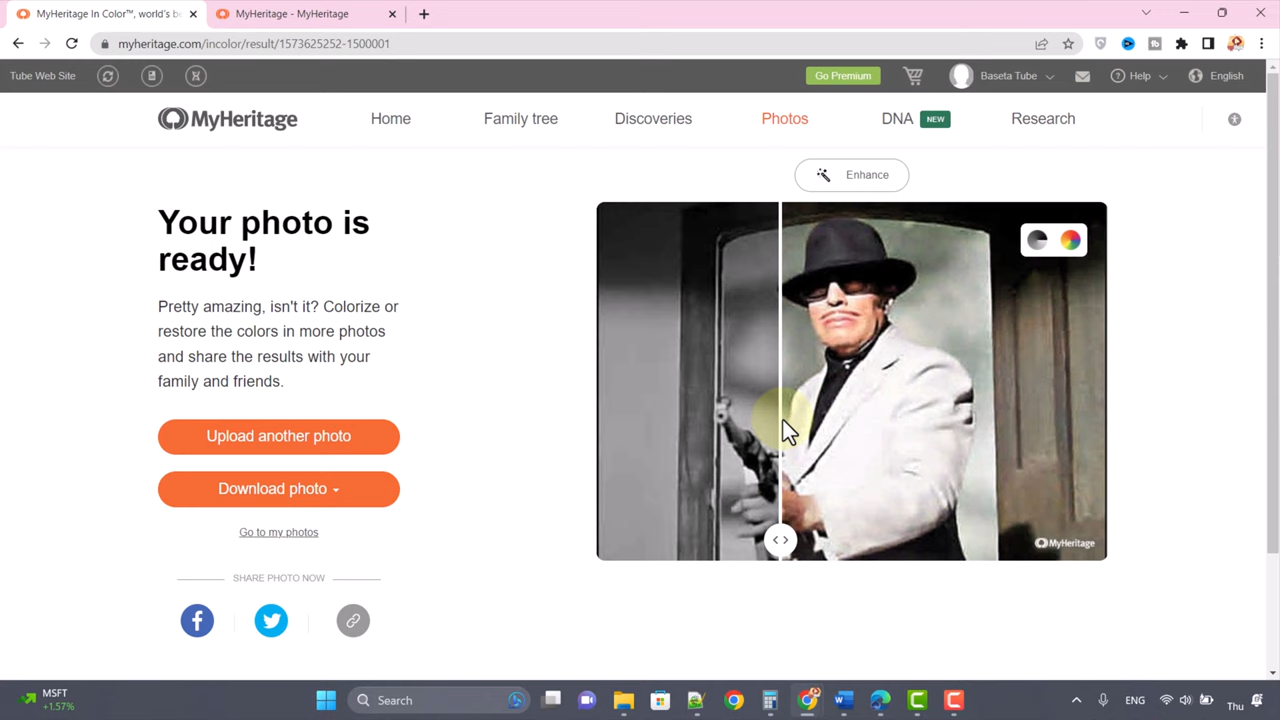 MyHeritage In Color™, world's be
MyHeritage - MyHeritage
myheritage.com/incolor/result/1573625252-1500001
Tube Web Site
Go Premium
Baseta Tube
Help
English
MyHeritage
Home
Family tree
Discoveries
Photos
DNA NEW
Research
Enhance
Your photo is
ready!
Pretty amazing, isn't it? Colorize or
restore the colors in more photos
and share the results with your
family and friends.
Upload another photo
Download photo
Go to my photos
SHARE PHOTO NOW
MyHeritage
MSFT
+1.57%
Search
ENG
Thu